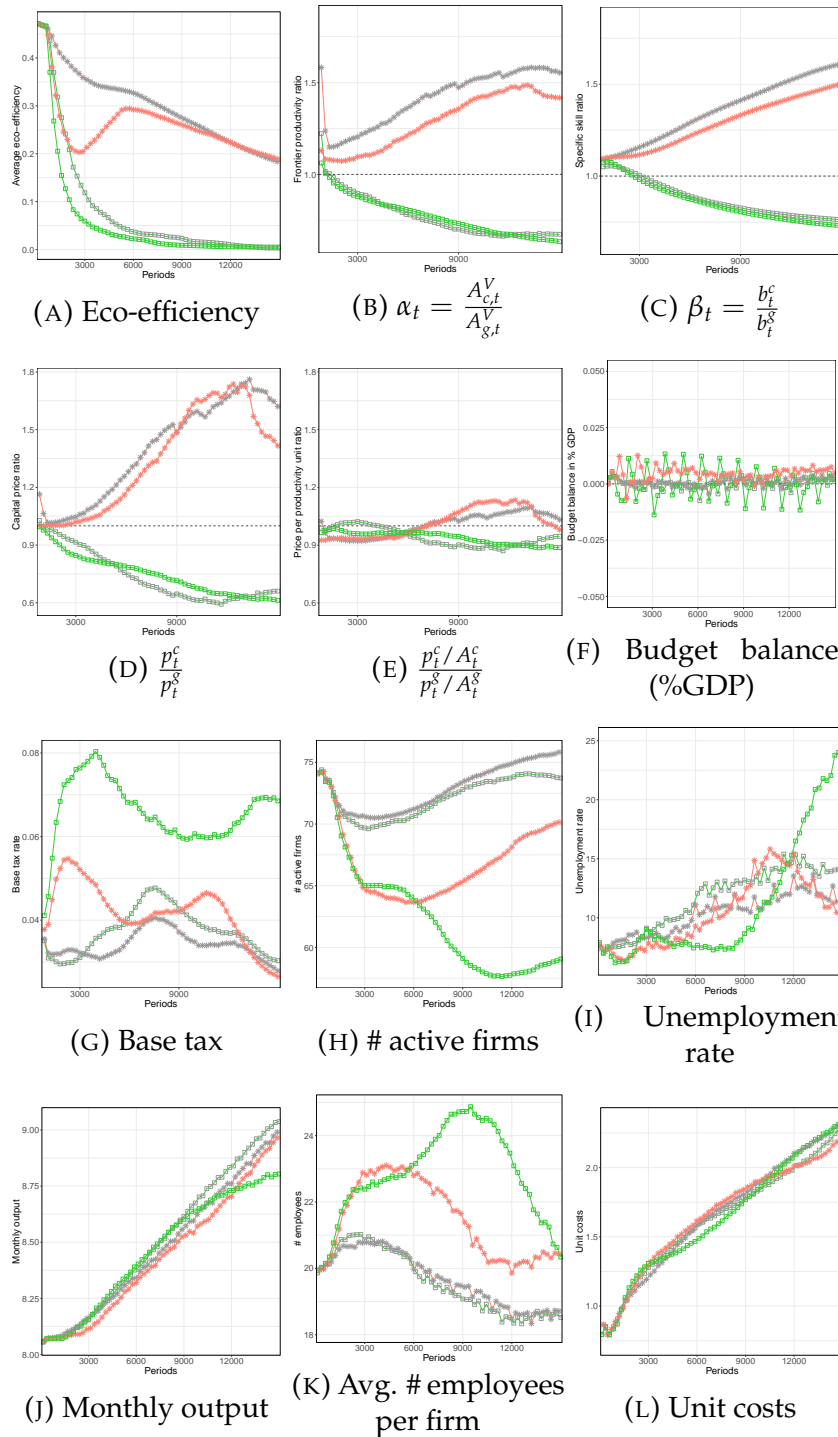 Average eco−efficiency
0.4
0.3
0.2
0.1
0.0
3000 6000 9000 12000
Periods
(A) Eco-efficiency
Frontier productivity ratio
1.5
1.0
3000 9000
Periods
(B) α_t = A^V_{c,t} / A^V_{g,t}
Specific skill ratio
1.5
1.0
3000 9000
Periods
(C) β_t = b^c_t / b^g_t
Capital price ratio
1.8
1.5
1.2
0.9
0.6
3000 9000
Periods
(D) p^c_t / p^g_t
Price per productivity unit ratio
1.8
1.5
1.2
0.9
0.6
3000 9000
Periods
(E) p^c_t/A^c_t / p^g_t/A^g_t
Budget balance in % GDP
0.050
0.025
0.000
−0.025
−0.050
3000 6000 9000 12000
Periods
(F) Budget balance
(%GDP)
Base tax rate
0.08
0.06
0.04
3000 9000
Periods
(G) Base tax
# active firms
75
70
65
60
3000 6000 9000 12000
Periods
(H) # active firms
Unemployment rate
25
20
15
10
3000 6000 9000 12000
Periods
(I) Unemployment
rate
Monthly output
9.00
8.75
8.50
8.25
8.00
3000 6000 9000 12000
Periods
(J) Monthly output
# employees
24
22
20
18
3000 6000 9000 12000
Periods
(K) Avg. # employees
per firm
Unit costs
2.0
1.5
1.0
3000 6000 9000 12000
Periods
(L) Unit costs